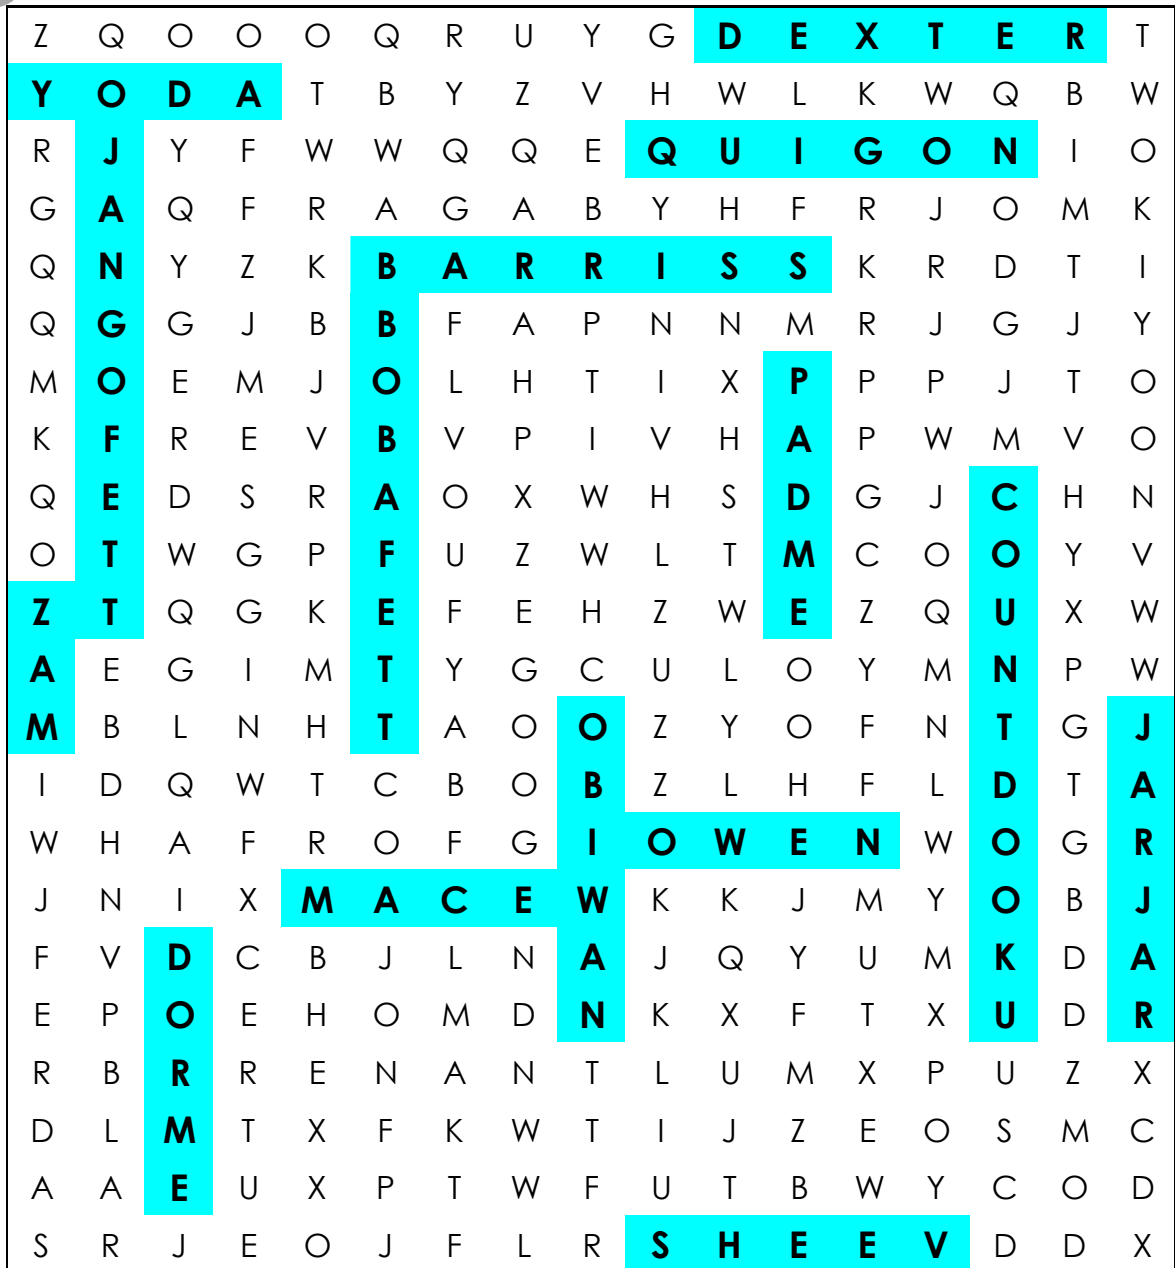 Z Q O O O Q R U Y G D E X T E R T
Y O D A T B Y Z V H W L K W Q B W
R J Y F W W Q Q E Q U I G O N I O
G A Q F R A G A B Y H F R J O M K
Q N Y Z K B A R R I S S K R D T I
Q G G J B B F A P N N M R J G J Y
M O E M J O L H T I X P P P J T O
K F R E V B V P I V H A P W M V O
Q E D S R A O X W H S D G J C H N
O T W G P F U Z W L T M C O O Y V
Z T Q G K E F E H Z W E Z Q U X W
A E G I M T Y G C U L O Y M N P W
M B L N H T A O O Z Y O F N T G J
I D Q W T C B O B Z L H F L D T A
W H A F R O F G I O W E N W O G R
J N I X M A C E W K K J M Y O B J
F V D C B J L N A J Q Y U M K D A
E P O E H O M D N K X F T X U D R
R B R R E N A N T L U M X P U Z X
D L M T X F K W T I J Z E O S M C
A A E U X P T W F U T B W Y C O D
S R J E O J F L R S H E E V D D X